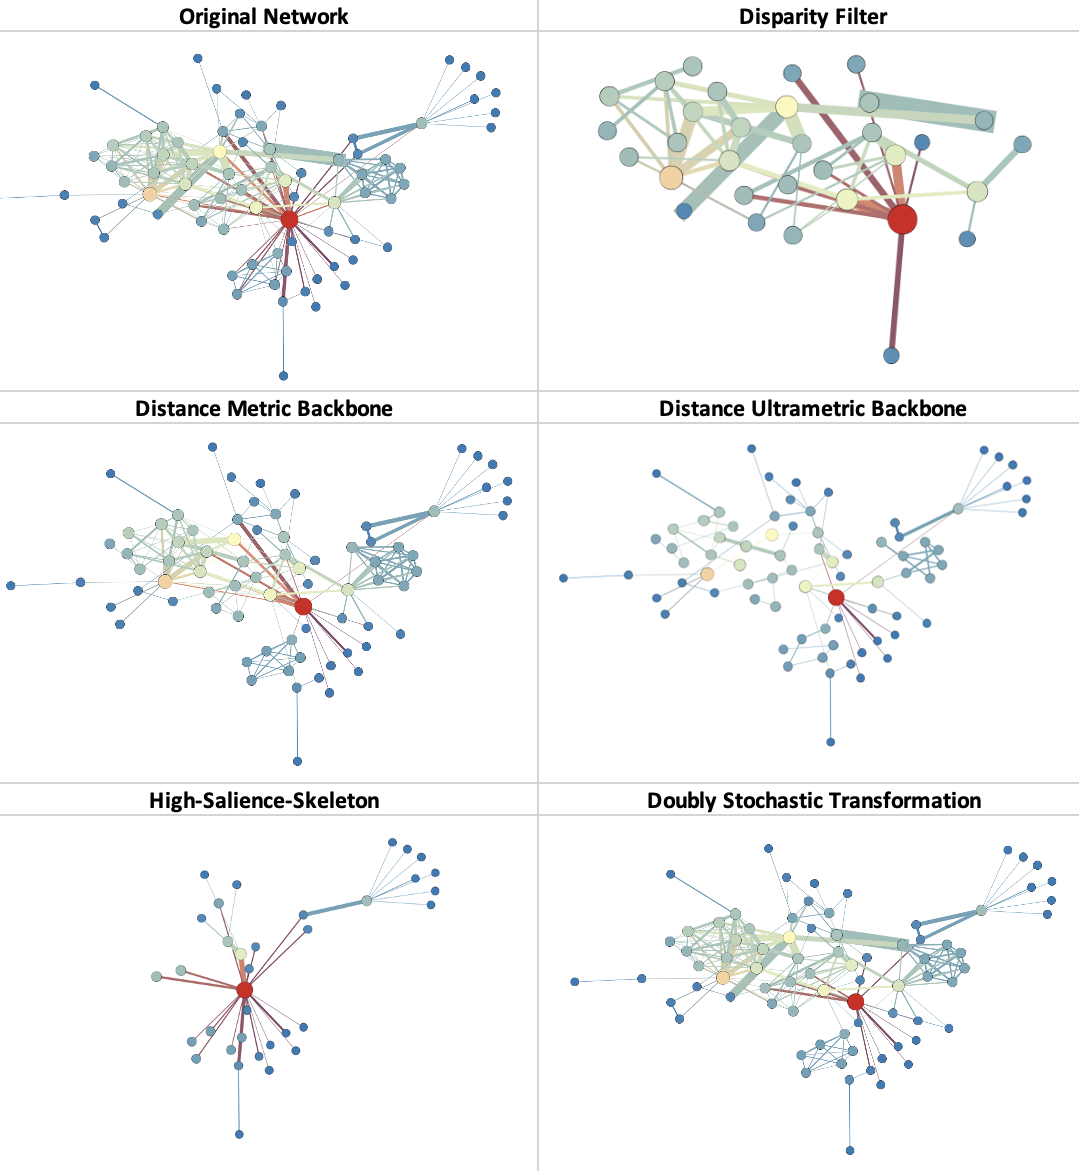 Original Network
Disparity Filter
Distance Metric Backbone
Distance Ultrametric Backbone
High-Salience-Skeleton
Doubly Stochastic Transformation